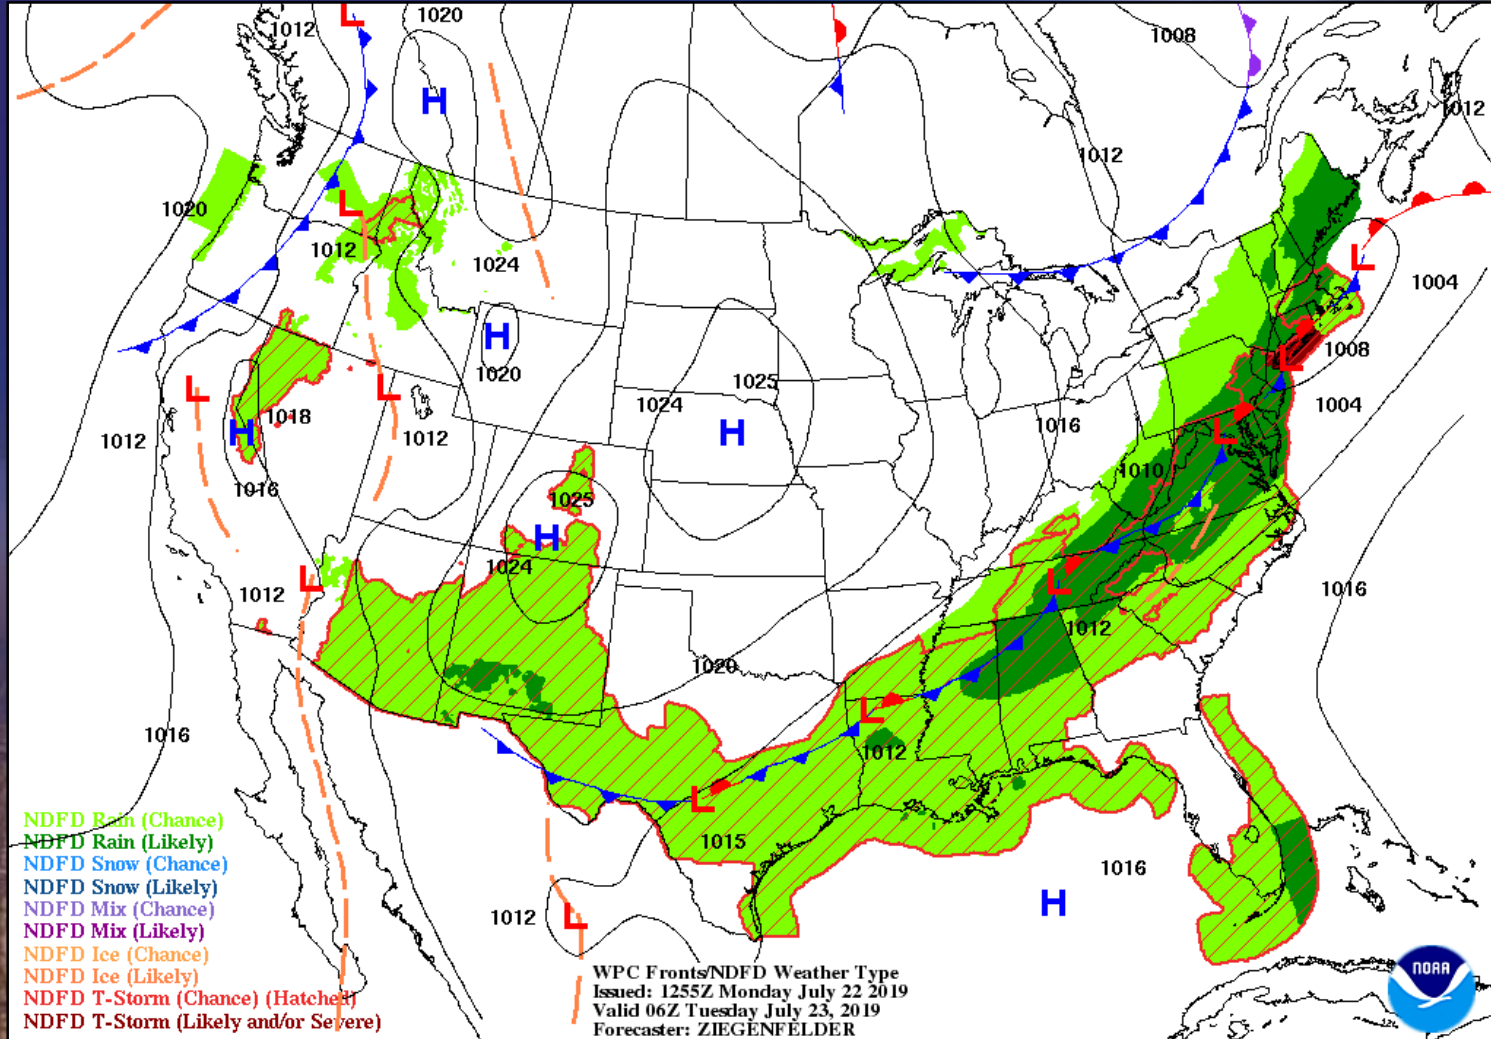 L
1012
1020
1008
H
1012
1012
1020
L
1012
1024
L
1004
H
1020
1008
L
1025
L
L
1024
1004
1018
1012
1012
H
H
1016
L
1010
1016
1025
H
1024
L
L
1012
1016
1012
1020
L
1016
1012
L
1015
1016
H
1012
L
NDFD Rain (Chance)
NDFD Rain (Likely)
NDFD Snow (Chance)
NDFD Snow (Likely)
NDFD Mix (Chance)
NDFD Mix (Likely)
NDFD Ice (Chance)
NDFD Ice (Likely)
NDFD T-Storm (Chance) (Hatched)
NDFD T-Storm (Likely and/or Severe)
WPC Fronts/NDFD Weather Type
Issued: 1255Z Monday July 22 2019
Valid 06Z Tuesday July 23, 2019
Forecaster: ZIEGENFELDER
NOAA